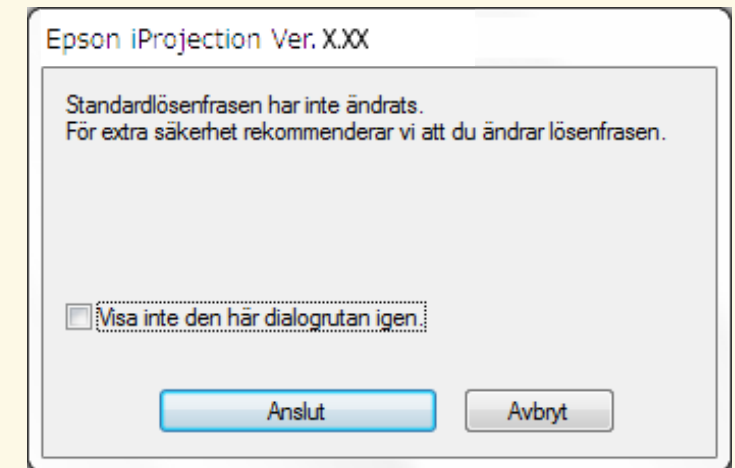 Epson iProjection Ver. X.XX
Standardlösenfrasen har inte ändrats.
För extra säkerhet rekommenderar vi att du ändrar lösenfrasen.
Visa inte den här dialogrutan igen.
Anslut
Avbryt